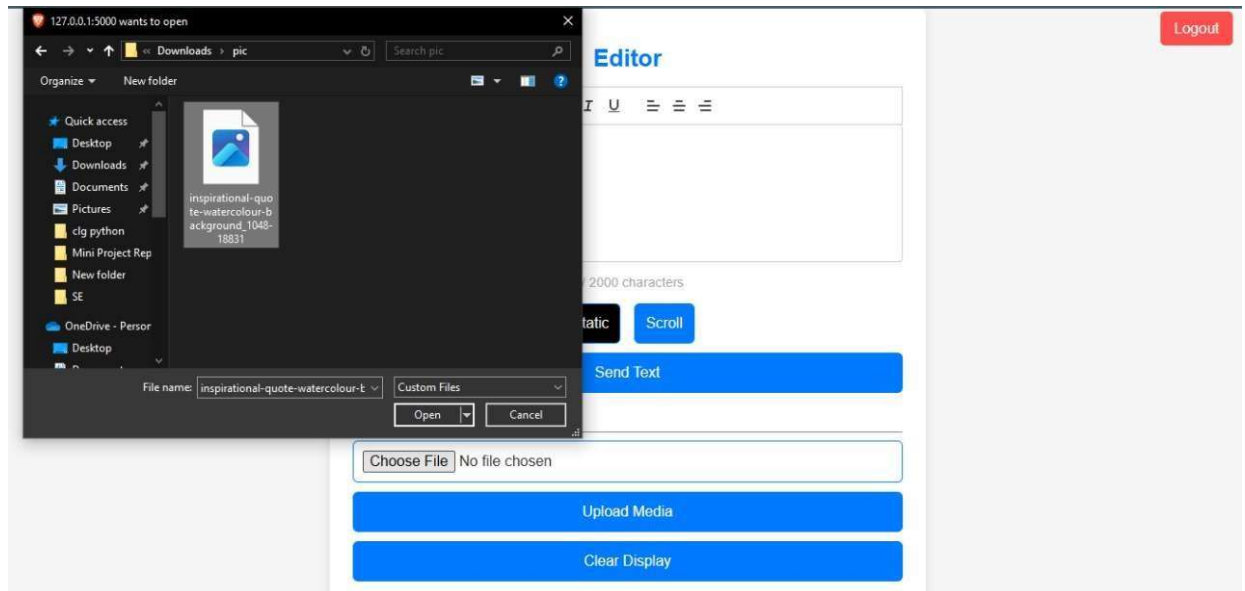 127.0.0.1:5000 wants to open
Logout
« Downloads › pic
Search pic
Editor
Organize
New folder
I U
Quick access
Desktop
Downloads
Documents
Pictures
clg python
Mini Project Rep
New folder
SE
OneDrive - Persor
Desktop
inspirational-quo
te-watercolour-b
ackground_1048-
18831
/ 2000 characters
tatic
Scroll
Send Text
File name:
inspirational-quote-watercolour-t
Custom Files
Open
Cancel
Choose File No file chosen
Upload Media
Clear Display